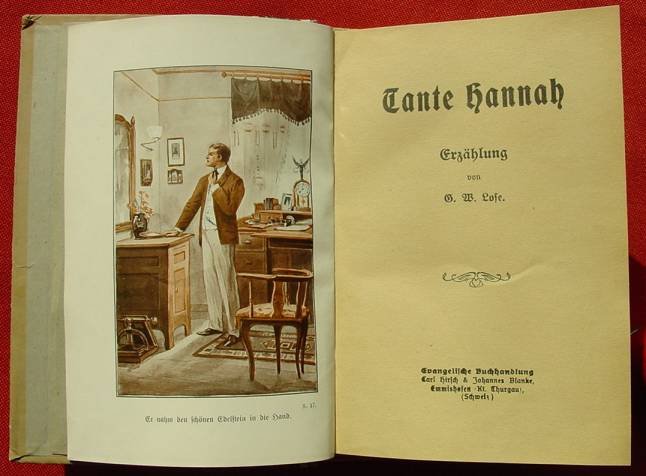 S. 17.
Er nahm den schönen Edelstein in die Hand.
Tante Hannah
Erzählung
von
G. W. Lose.
Evangelische Buchhandlung
Carl Hirsch & Johannes Blanke,
Emmishofen (Kt. Thurgau),
(Schweiz)